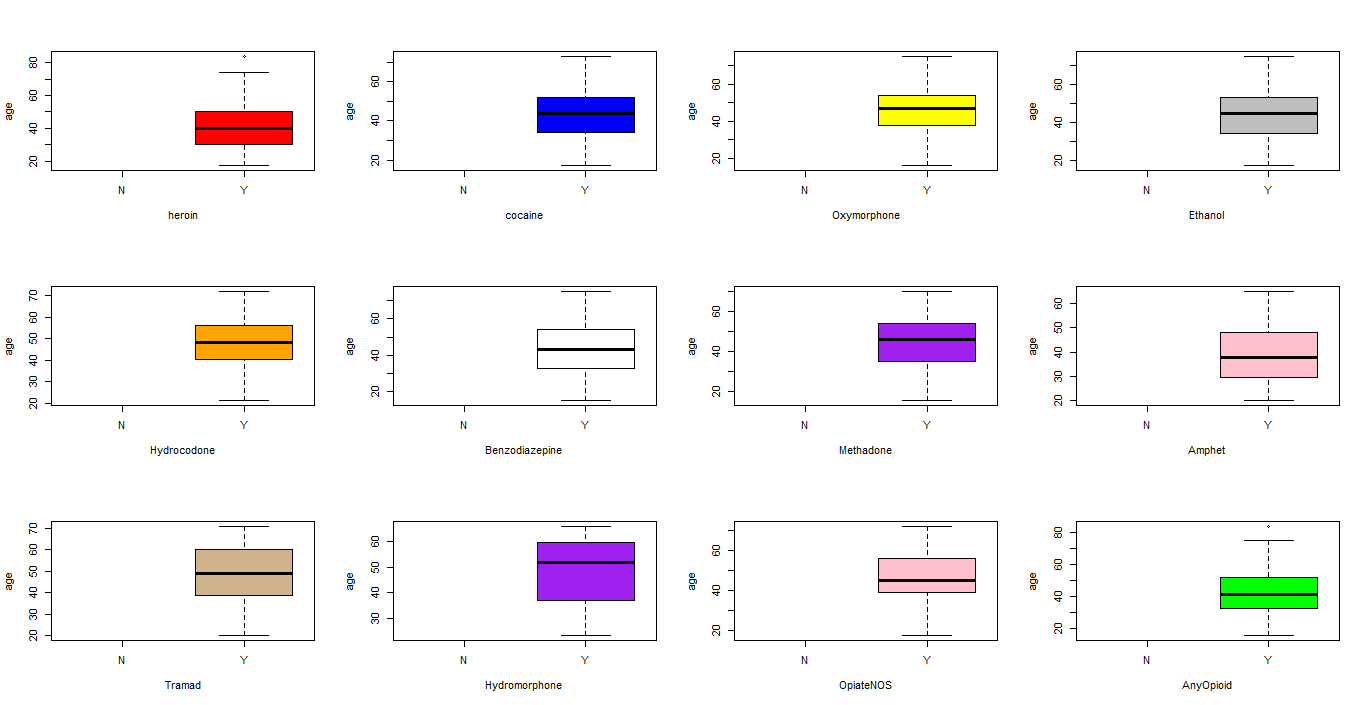 age
20
40
60
80
N
Y
heroin
age
20
40
60
N
Y
cocaine
age
20
40
60
N
Y
Oxymorphone
age
20
40
60
N
Y
Ethanol
age
20
30
40
50
60
70
N
Y
Hydrocodone
age
20
40
60
N
Y
Benzodiazepine
age
20
40
60
N
Y
Methadone
age
20
30
40
50
60
N
Y
Amphet
age
20
30
40
50
60
70
N
Y
Tramad
age
30
40
50
60
N
Y
Hydromorphone
age
20
40
60
N
Y
OpiateNOS
age
20
40
60
80
N
Y
AnyOpioid